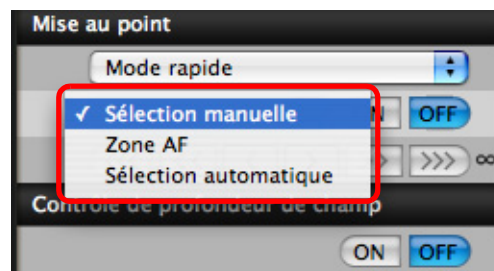 Mise au point
Mode rapide
✓ Sélection manuelle
OFF
Zone AF
Sélection automatique
>>> ∞
Contrôle de profondeur de champ
ON OFF